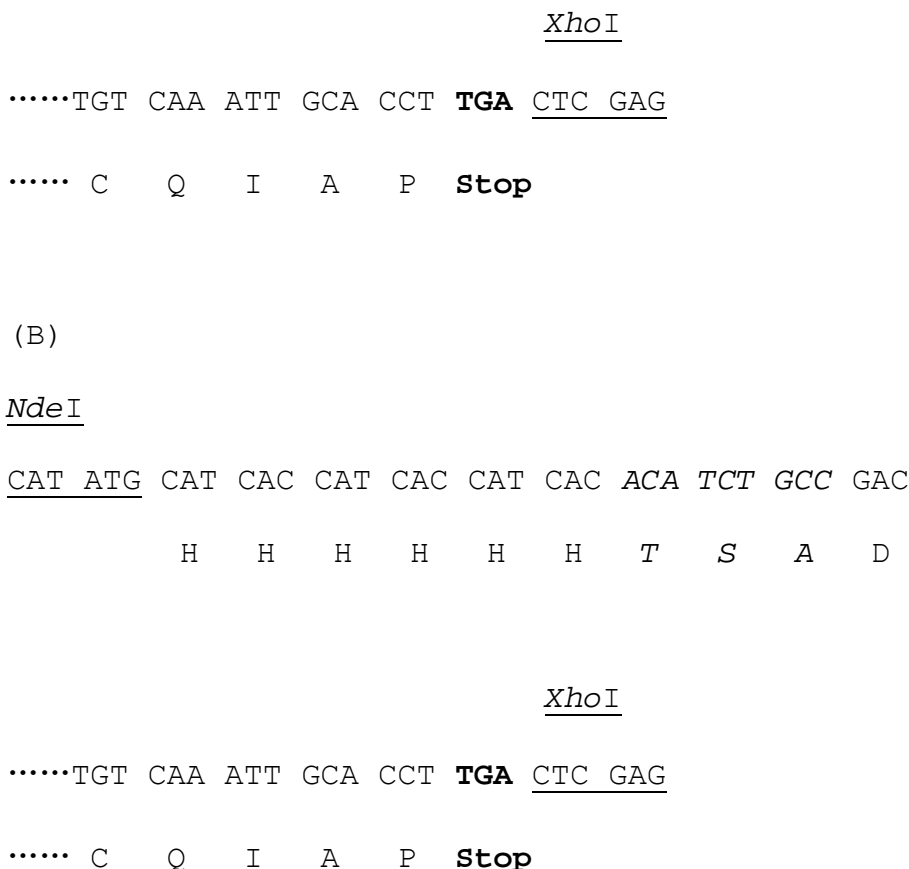 XhoI
……TGT CAA ATT GCA CCT TGA CTC GAG
…… C Q I A P Stop
(B)
NdeI
CAT ATG CAT CAC CAT CAC CAT CAC ACA TCT GCC GAC
H H H H H H T S A D
XhoI
……TGT CAA ATT GCA CCT TGA CTC GAG
…… C Q I A P Stop